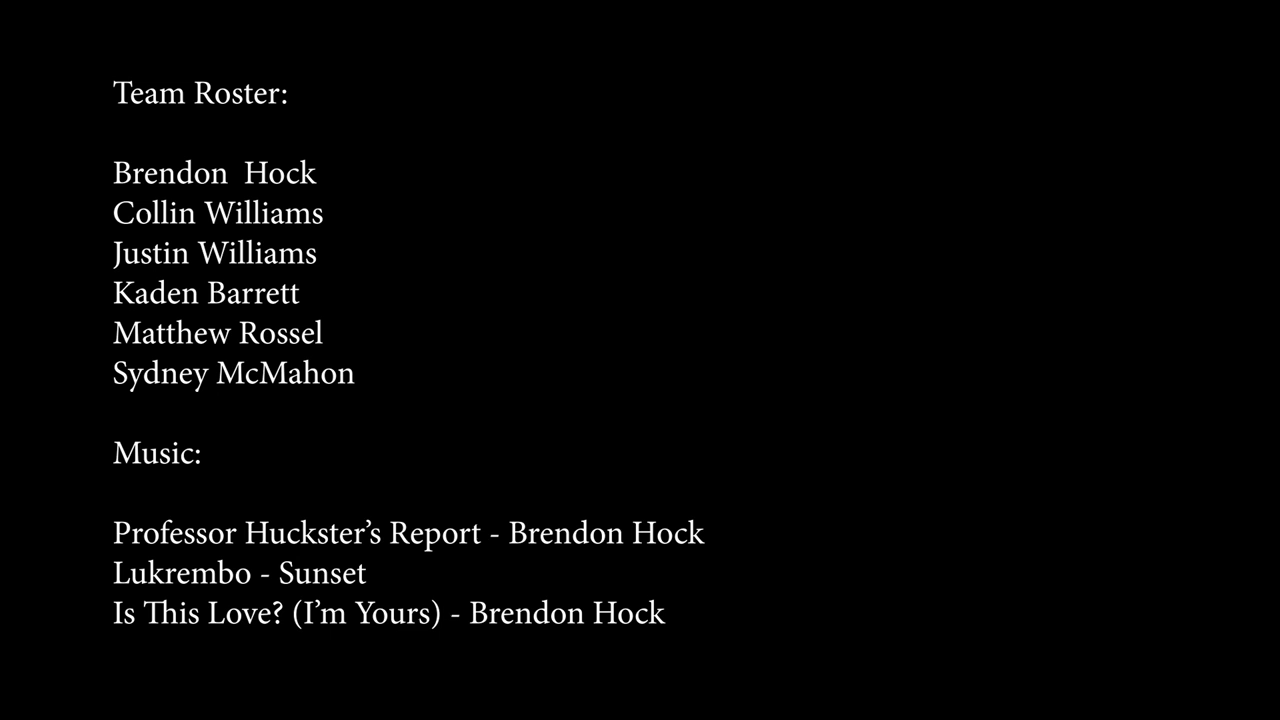 Team Roster:
Brendon  Hock
Collin Williams
Justin Williams
Kaden Barrett
Matthew Rossel
Sydney McMahon
Music:
Professor Huckster’s Report - Brendon Hock
Lukrembo - Sunset
Is This Love? (I’m Yours) - Brendon Hock